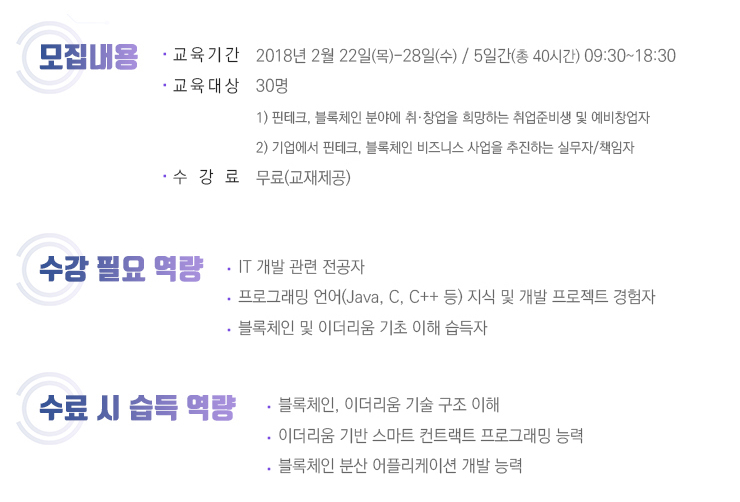 모집내용
· 교육기간 2018년 2월 22일(목)-28일(수) / 5일간(총 40시간) 09:30~18:30
· 교육대상 30명
1) 핀테크, 블록체인 분야에 취·창업을 희망하는 취업준비생 및 예비창업자
2) 기업에서 핀테크, 블록체인 비즈니스 사업을 추진하는 실무자/책임자
· 수 강 료 무료(교재제공)
수강 필요 역량
· IT 개발 관련 전공자
· 프로그래밍 언어(Java, C, C++ 등) 지식 및 개발 프로젝트 경험자
· 블록체인 및 이더리움 기초 이해 습득자
수료 시 습득 역량
· 블록체인, 이더리움 기술 구조 이해
· 이더리움 기반 스마트 컨트랙트 프로그래밍 능력
· 블록체인 분산 어플리케이션 개발 능력